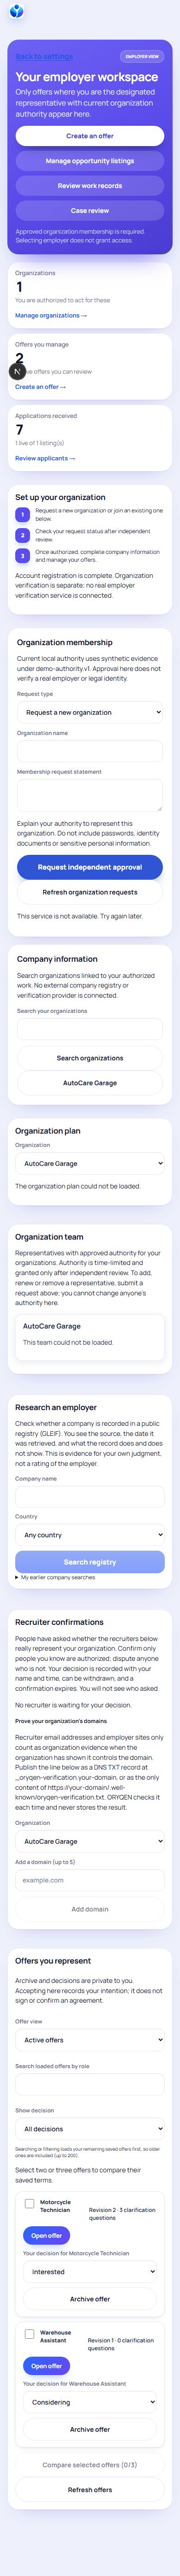 Back to settings
EMPLOYER VIEW
Your employer workspace
Only offers where you are the designated
representative with current organization
authority appear here.
Create an offer
Manage opportunity listings
Review work records
Case review
Approved organization membership is required.
Selecting employer does not grant access.
Organizations
1
You are authorized to act for these
Manage organizations →
Offers you manage
2
offers you can review
Create an offer →
Applications received
7
1 live of 1 listing(s)
Review applicants →
Set up your organization
1
Request a new organization or join an existing one
below.
2
Check your request status after independent
review.
3
Once authorized, complete company information
and manage your offers.
Account registration is complete. Organization
verification is separate; no real employer
verification service is connected.
Organization membership
Current local authority uses synthetic evidence
under demo-authority.v1. Approval here does not
verify a real employer or legal identity.
Request type
Request a new organization
Organization name
Membership request statement
Explain your authority to represent this
organization. Do not include passwords, identity
documents or sensitive personal information.
Request independent approval
Refresh organization requests
This service is not available. Try again later.
Company information
Search organizations linked to your authorized
work. No external company registry or
verification provider is connected.
Search your organizations
Search organizations
AutoCare Garage
Organization plan
Organization
AutoCare Garage
The organization plan could not be loaded.
Organization team
Representatives with approved authority for your
organizations. Authority is time-limited and
granted only after independent review. To add,
renew or remove a representative, submit a
request above; you cannot change anyone's
authority here.
AutoCare Garage
This team could not be loaded.
Research an employer
Check whether a company is recorded in a public
registry (GLEIF). You see the source, the date it
was retrieved, and what the record does and does
not show. This is evidence for your own judgment,
not a rating of the employer.
Company name
Country
Any country
Search registry
▶ My earlier company searches
Recruiter confirmations
People have asked whether the recruiters below
really represent your organization. Confirm only
people you know are authorized; dispute anyone
who is not. Your decision is recorded with your
name and time, can be withdrawn, and a
confirmation expires. You will not see who asked.
No recruiter is waiting for your decision.
Prove your organization's domains
Recruiter email addresses and employer sites only
count as organization evidence when the
organization has shown it controls the domain.
Publish the line below as a DNS TXT record at
_oryqen-verification.your-domain, or as the only
content of https://your-domain/.well-
known/oryqen-verification.txt. ORYQEN checks it
each time and never stores the result.
Organization
AutoCare Garage
Add a domain (up to 5)
example.com
Add domain
Offers you represent
Archive and decisions are private to you.
Accepting here records your intention; it does not
sign or confirm an agreement.
Offer view
Active offers
Search loaded offers by role
Show decision
All decisions
Searching or filtering loads your remaining saved offers first, so older
ones are included (up to 200).
Select two or three offers to compare their
saved terms.
Motorcycle
Technician
Revision 2 · 3 clarification
questions
Open offer
Your decision for Motorcycle Technician
Interested
Archive offer
Warehouse
Assistant
Revision 1 · 0 clarification
questions
Open offer
Your decision for Warehouse Assistant
Considering
Archive offer
Compare selected offers (0/3)
Refresh offers